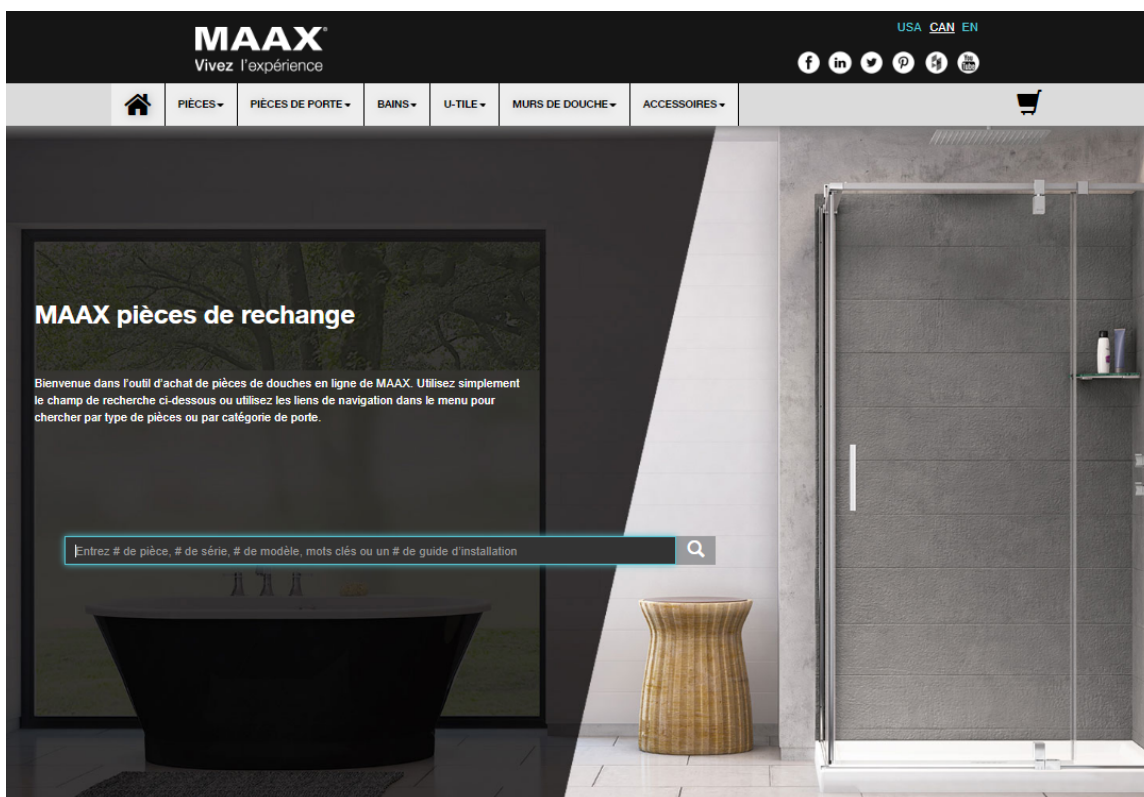 USA CAN EN
MAAX®
Vivez l'expérience
PIÈCES
PIÈCES DE PORTE
BAINS
U-TILE
MURS DE DOUCHE
ACCESSOIRES
MAAX pièces de rechange
Bienvenue dans l'outil d'achat de pièces de douches en ligne de MAAX. Utilisez simplement
le champ de recherche ci-dessous ou utilisez les liens de navigation dans le menu pour
chercher par type de pièces ou par catégorie de porte.
Entrez # de pièce, # de série, # de modèle, mots clés ou un # de guide d'installation